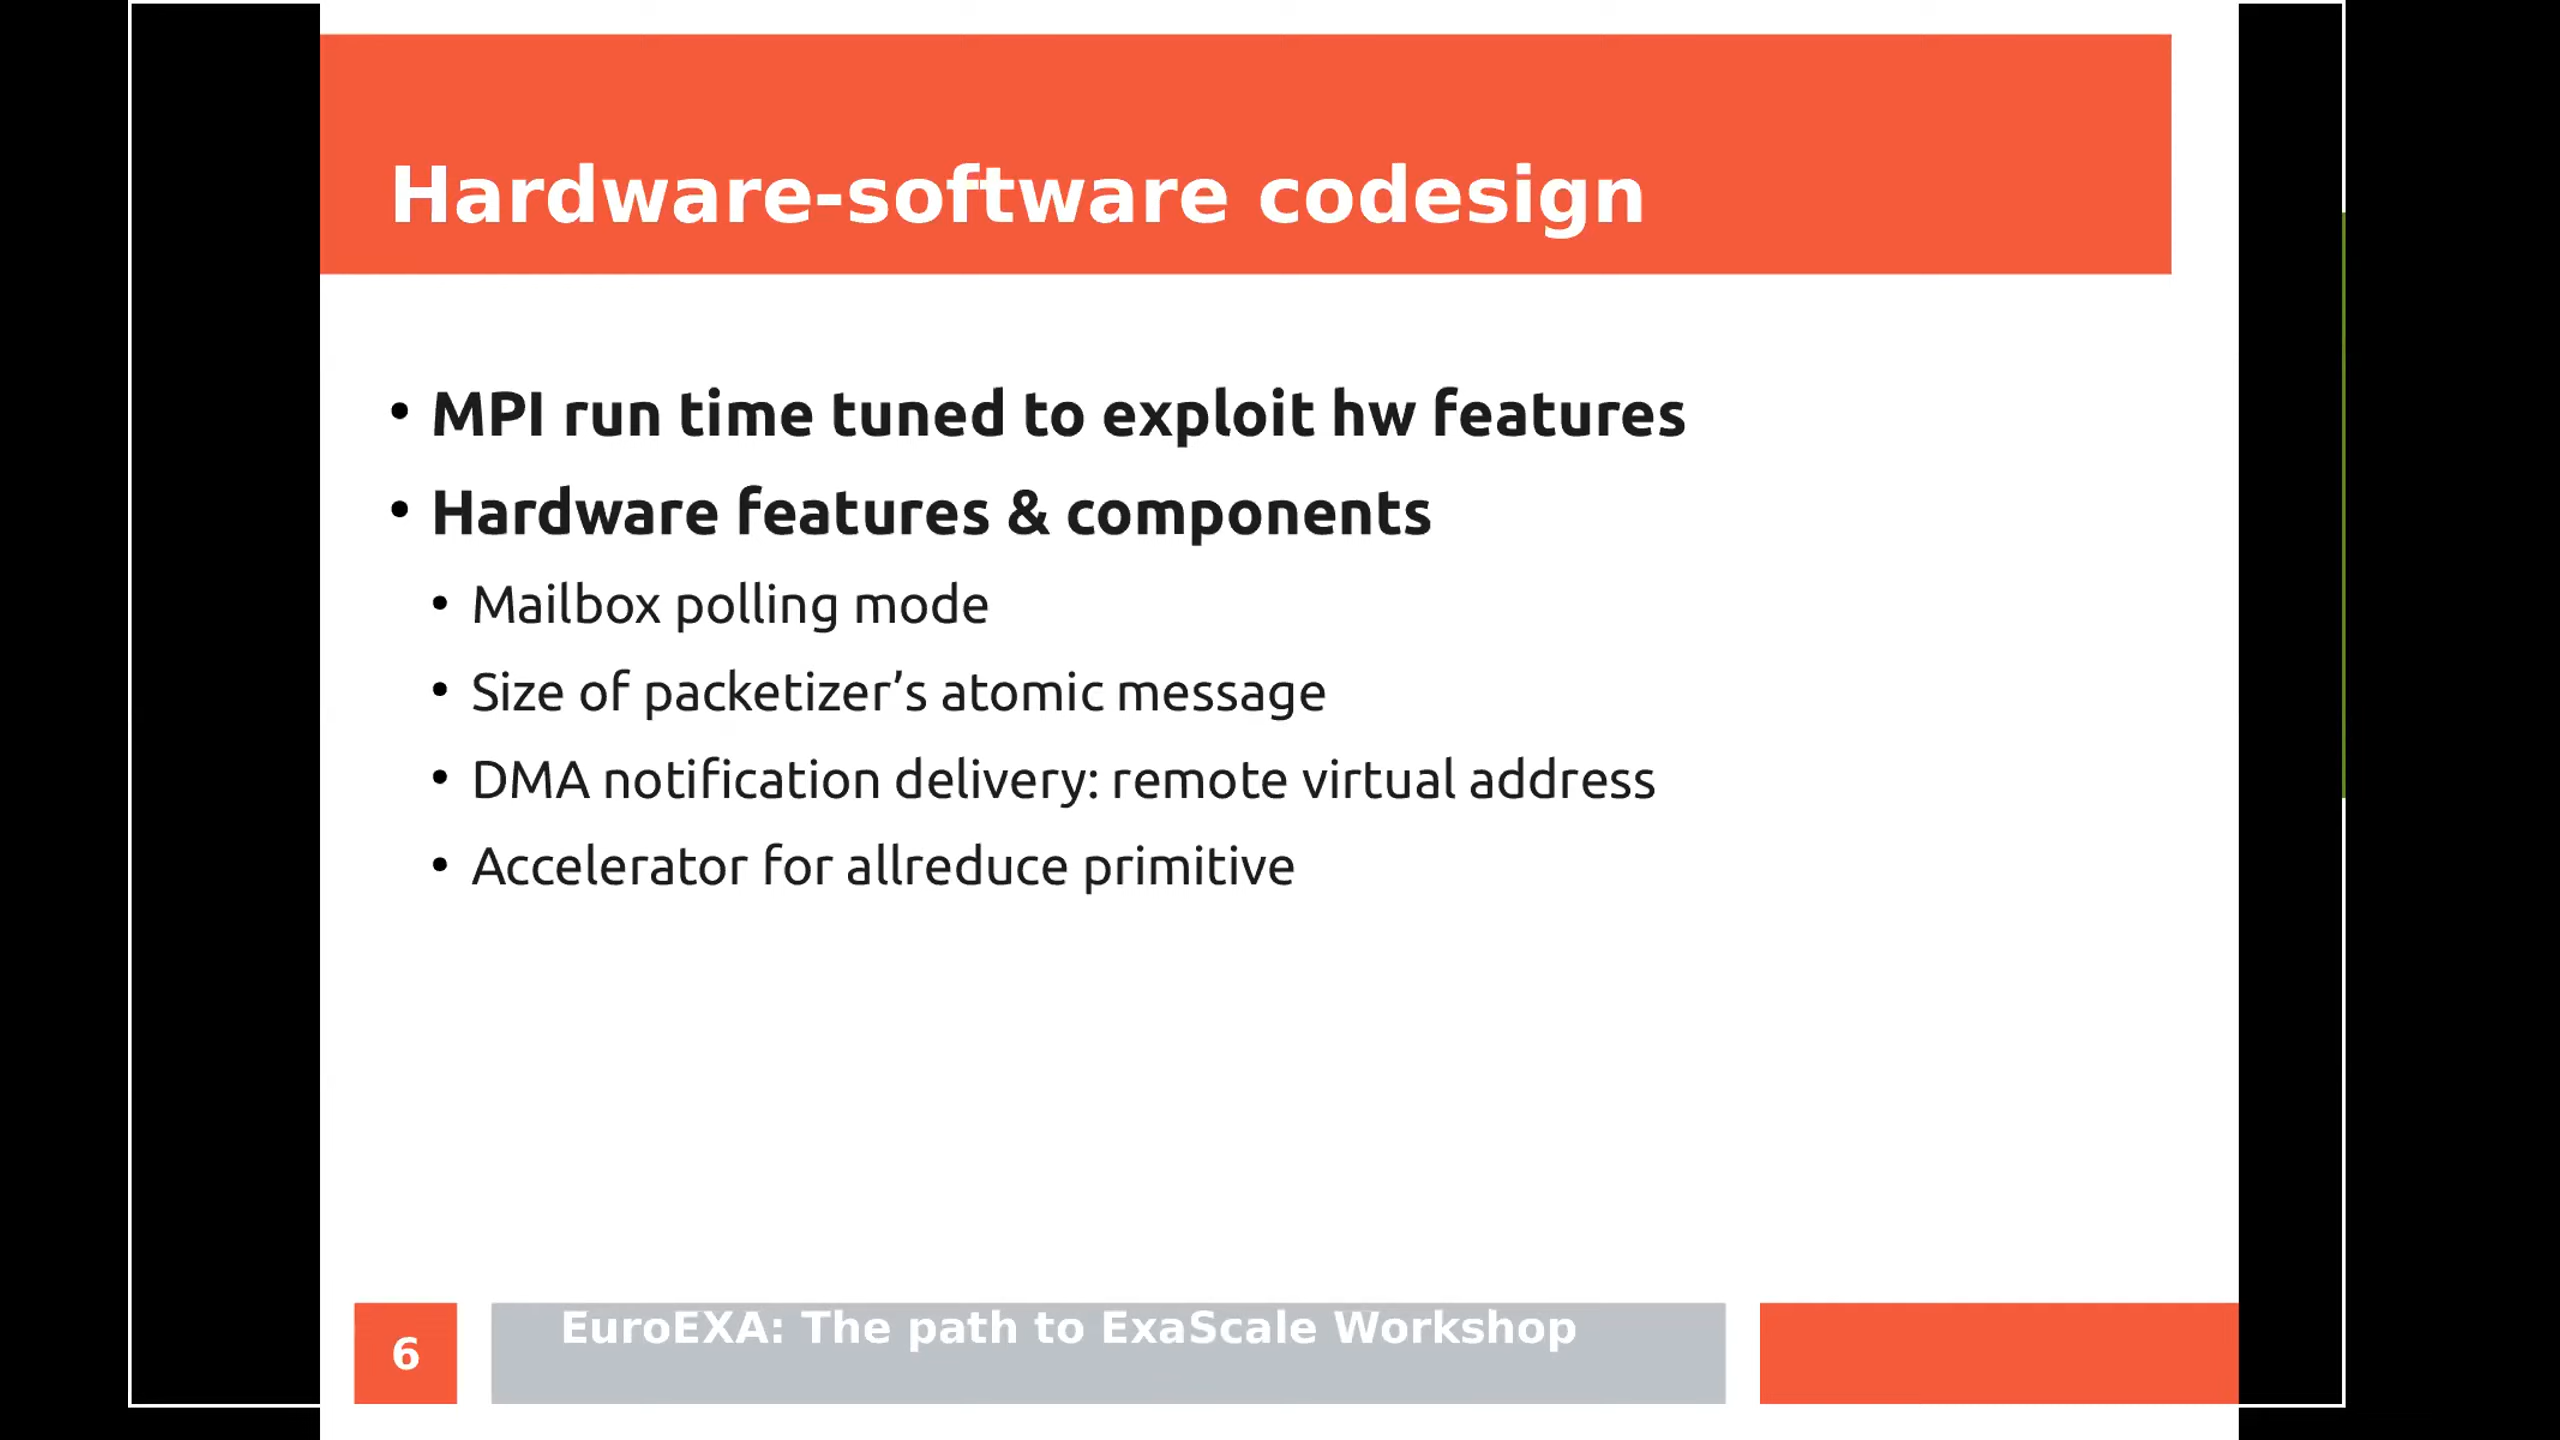 Hardware-software codesign
• MPI run time tuned to exploit hw features
• Hardware features & components
• Mailbox polling mode
• Size of packetizer’s atomic message
• DMA notification delivery: remote virtual address
• Accelerator for allreduce primitive
6
EuroEXA: The path to ExaScale Workshop